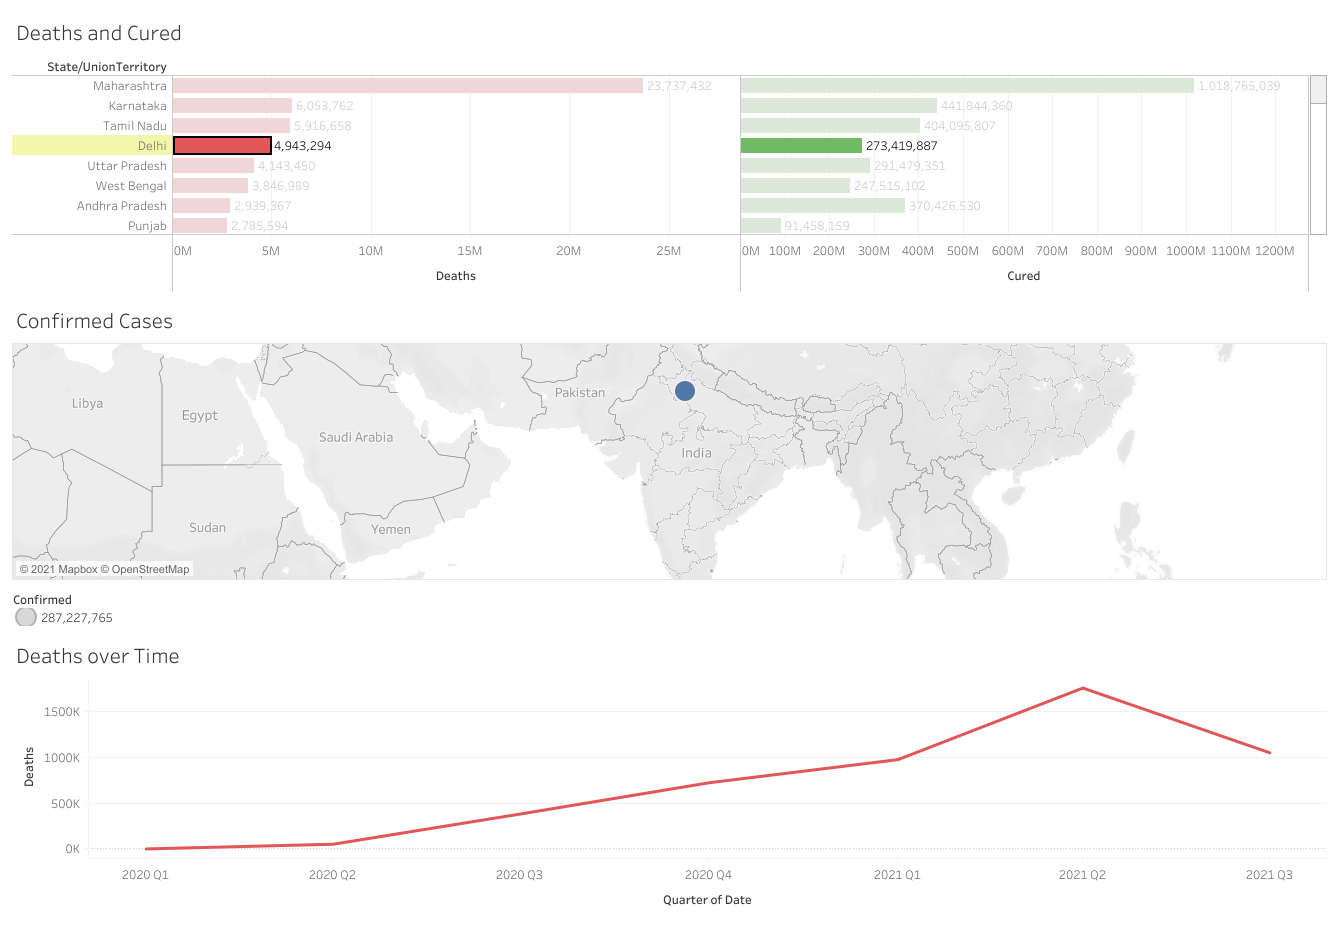 Deaths and Cured
State/UnionTerritory
Maharashtra 23,737,432 1,018,765,039
Karnataka 6,053,762 441,844,360
Tamil Nadu 5,916,658 404,095,807
Delhi 4,943,294 273,419,887
Uttar Pradesh 4,143,450 291,479,351
West Bengal 3,846,989 247,515,102
Andhra Pradesh 2,939,367 370,426,530
Punjab 2,785,594 91,458,159
0M 5M 10M 15M 20M 25M 0M 100M 200M 300M 400M 500M 600M 700M 800M 900M 1000M 1100M 1200M
Deaths Cured
Confirmed Cases
Pakistan
Libya
Egypt
Saudi Arabia
India
Sudan
Yemen
© 2021 Mapbox © OpenStreetMap
Confirmed
287,227,765
Deaths over Time
1500K
1000K
500K
0K
Deaths
2020 Q1 2020 Q2 2020 Q3 2020 Q4 2021 Q1 2021 Q2 2021 Q3
Quarter of Date